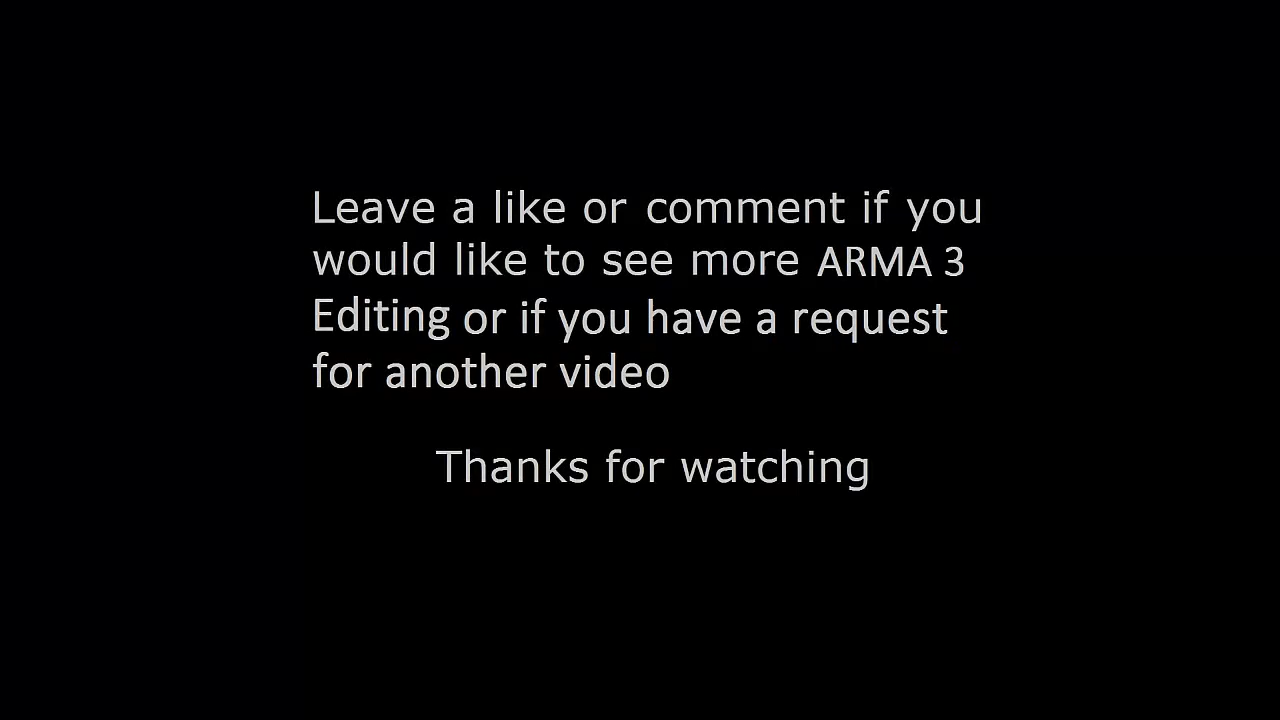 Leave a like or comment if you
would like to see more ARMA 3
Editing or if you have a request
for another video
Thanks for watching